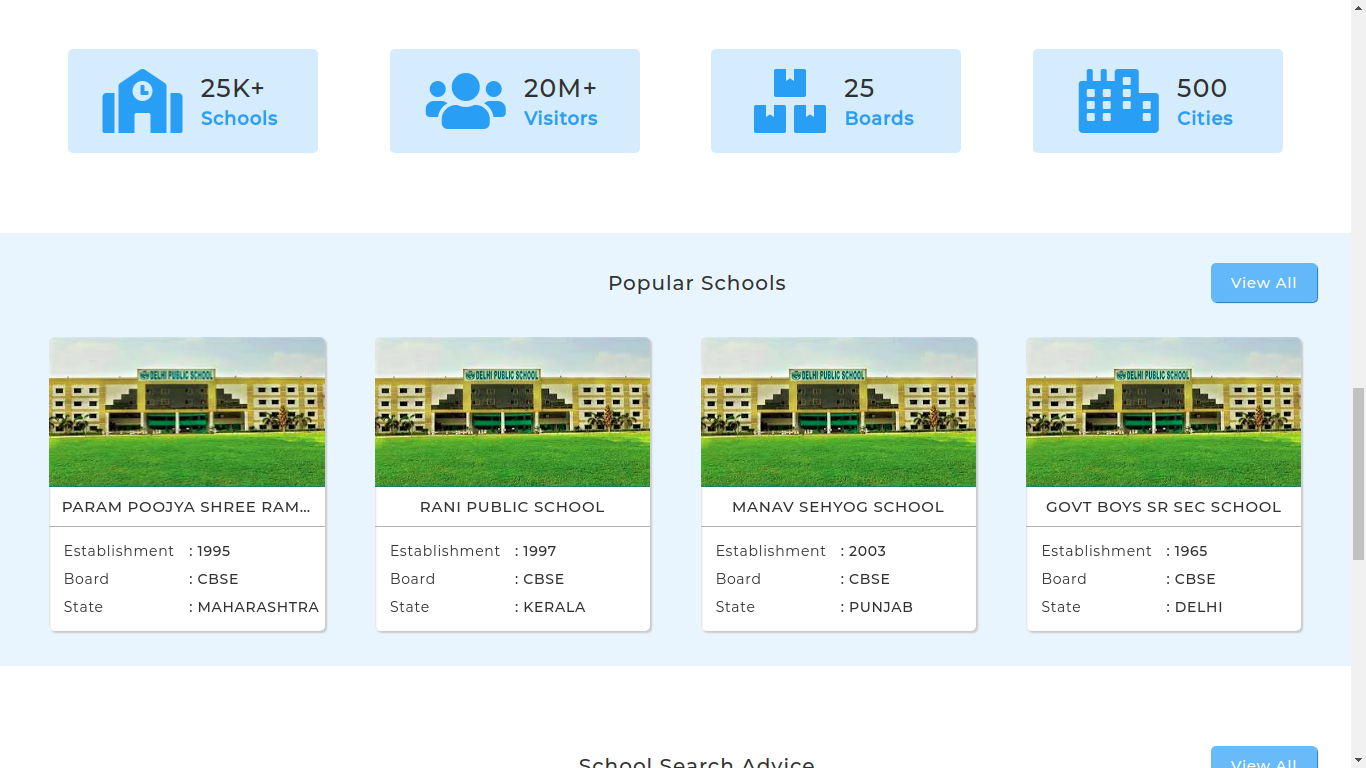 25K+
Schools
20M+
Visitors
25
Boards
500
Cities
Popular Schools
View All
DELHI PUBLIC SCHOOL
PARAM POOJYA SHREE RAM...
Establishment : 1995
Board : CBSE
State : MAHARASHTRA
DELHI PUBLIC SCHOOL
RANI PUBLIC SCHOOL
Establishment : 1997
Board : CBSE
State : KERALA
DELHI PUBLIC SCHOOL
MANAV SEHYOG SCHOOL
Establishment : 2003
Board : CBSE
State : PUNJAB
DELHI PUBLIC SCHOOL
GOVT BOYS SR SEC SCHOOL
Establishment : 1965
Board : CBSE
State : DELHI
School Search Advice
View All